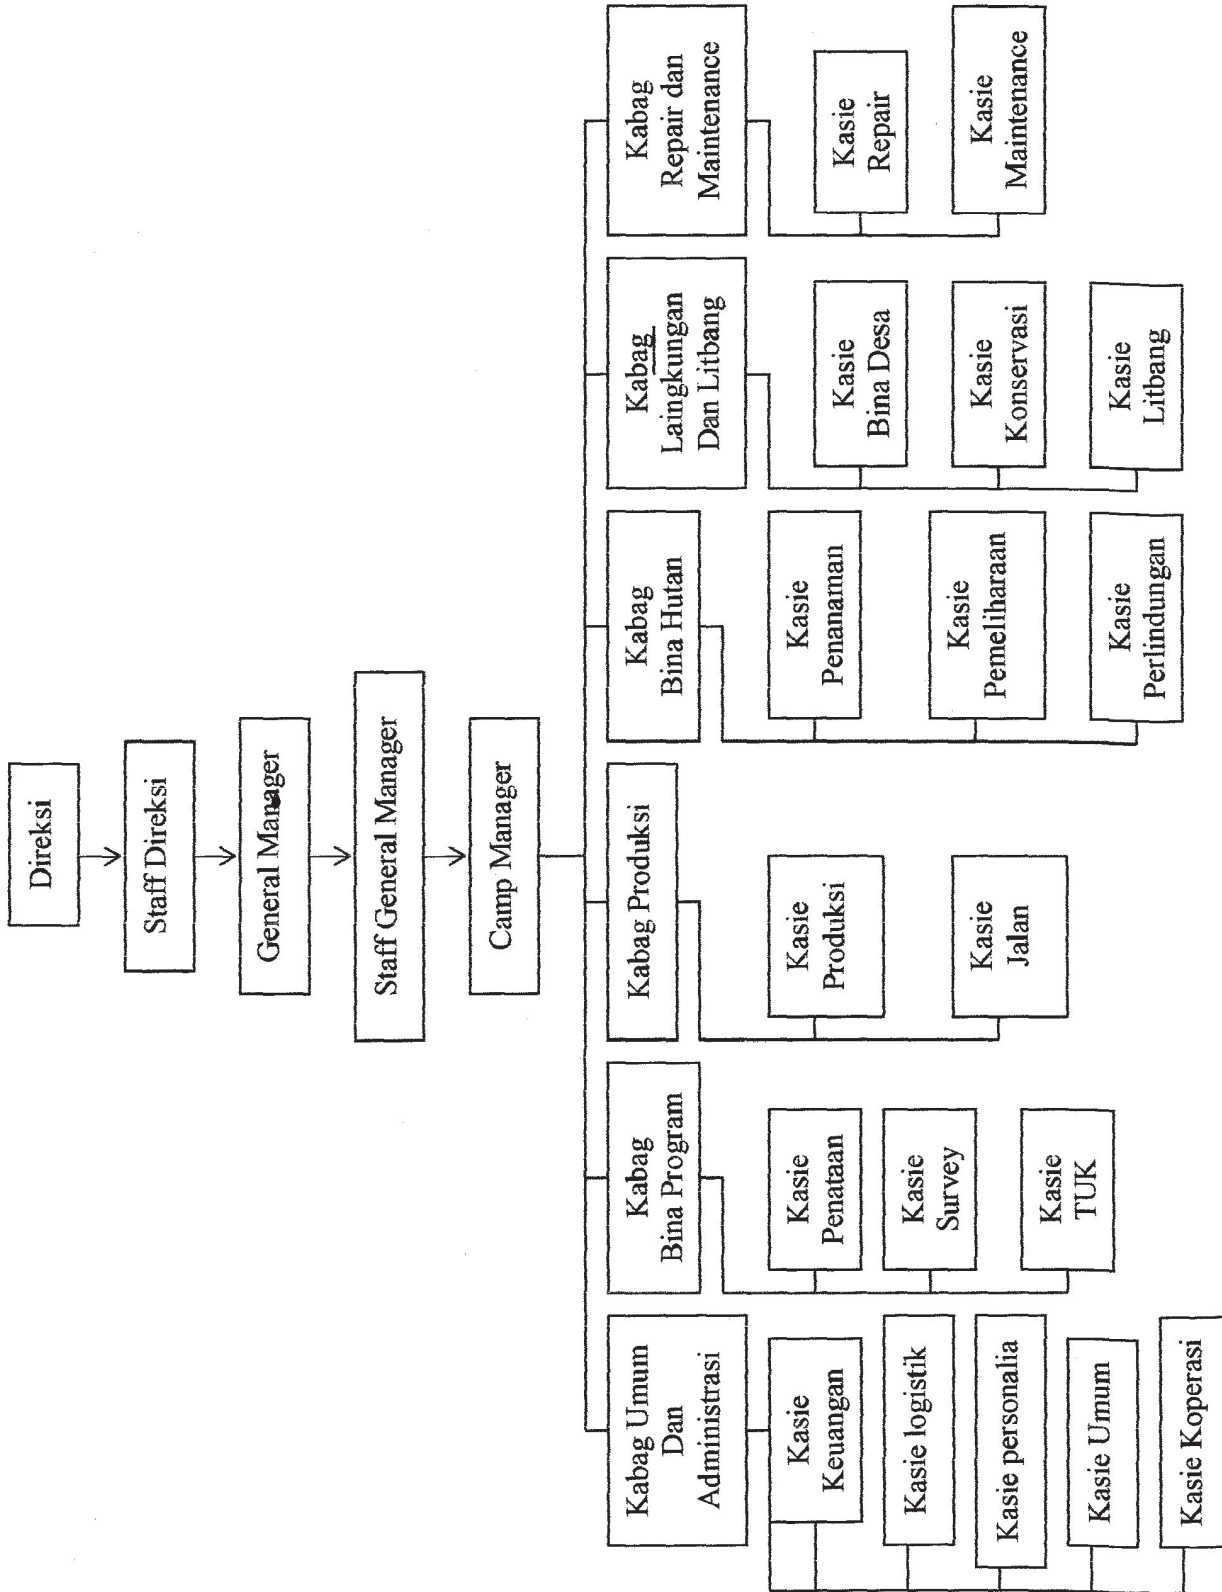 Direksi
Staff Direksi
General Manager
Staff General Manager
Camp Manager
Kabag Umum
Dan
Administrasi
Kabag
Bina Program
Kabag Produksi
Kabag
Bina Hutan
Kabag
Laingkungan
Dan Litbang
Kabag
Repair dan
Maintenance
Kasie
Keuangan
Kasie logistik
Kasie personalia
Kasie Umum
Kasie Koperasi
Kasie
Penataan
Kasie
Survey
Kasie
TUK
Kasie
Produksi
Kasie
Jalan
Kasie
Penanaman
Kasie
Pemeliharaan
Kasie
Perlindungan
Kasie
Bina Desa
Kasie
Konservasi
Kasie
Litbang
Kasie
Repair
Kasie
Maintenance